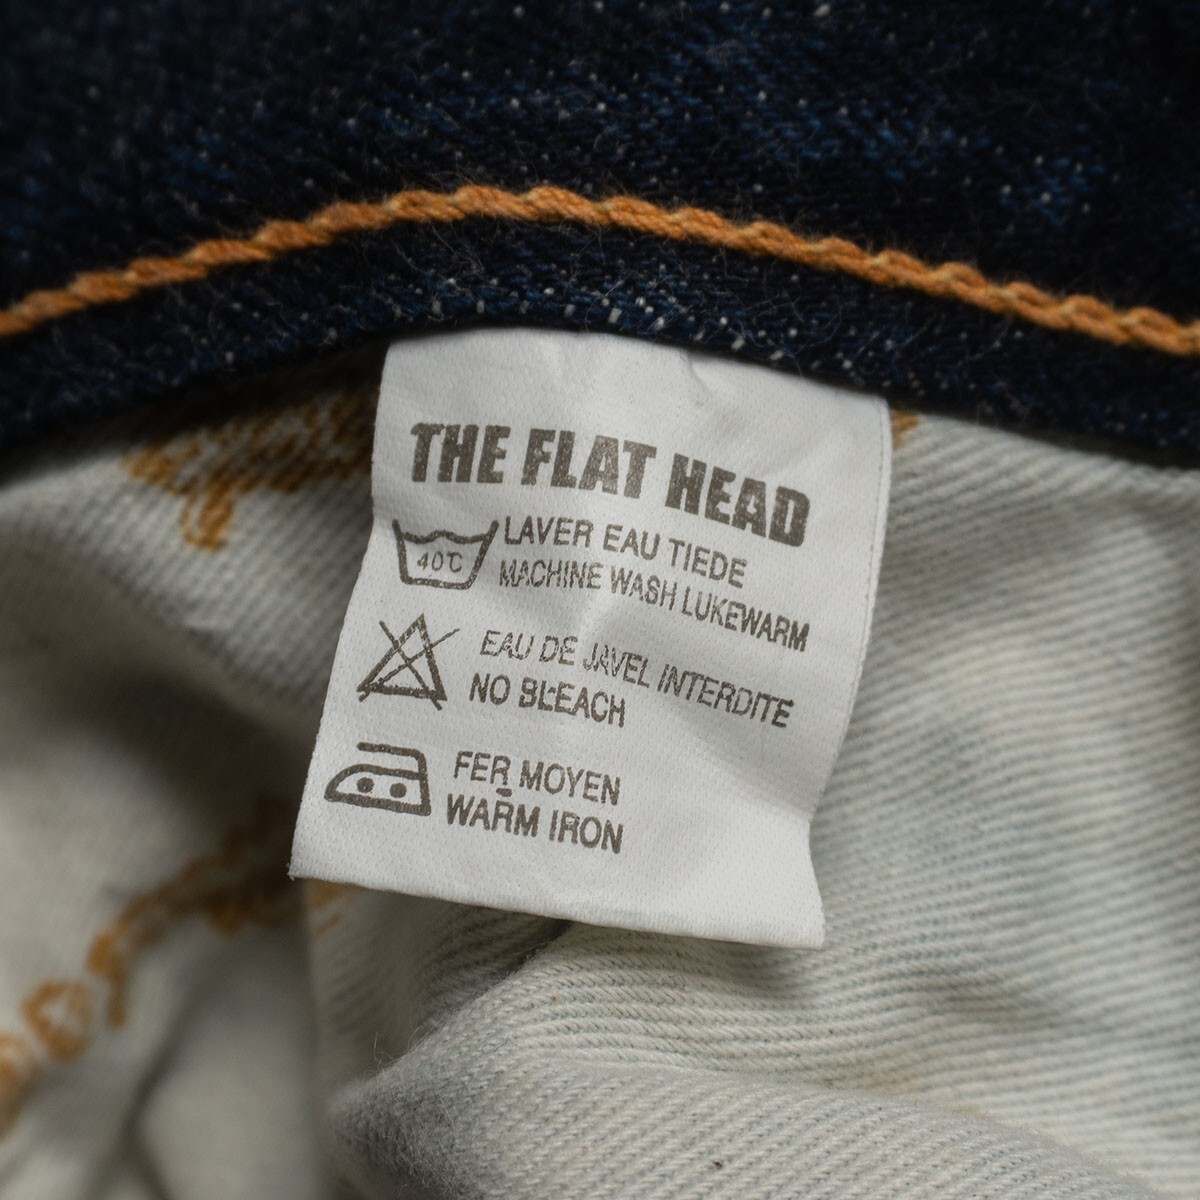 THE FLAT HEAD
40℃
LAVER EAU TIEDE
MACHINE WASH LUKEWARM
EAU DE JAVEL INTERDITE
NO BLEACH
FER MOYEN
WARM IRON